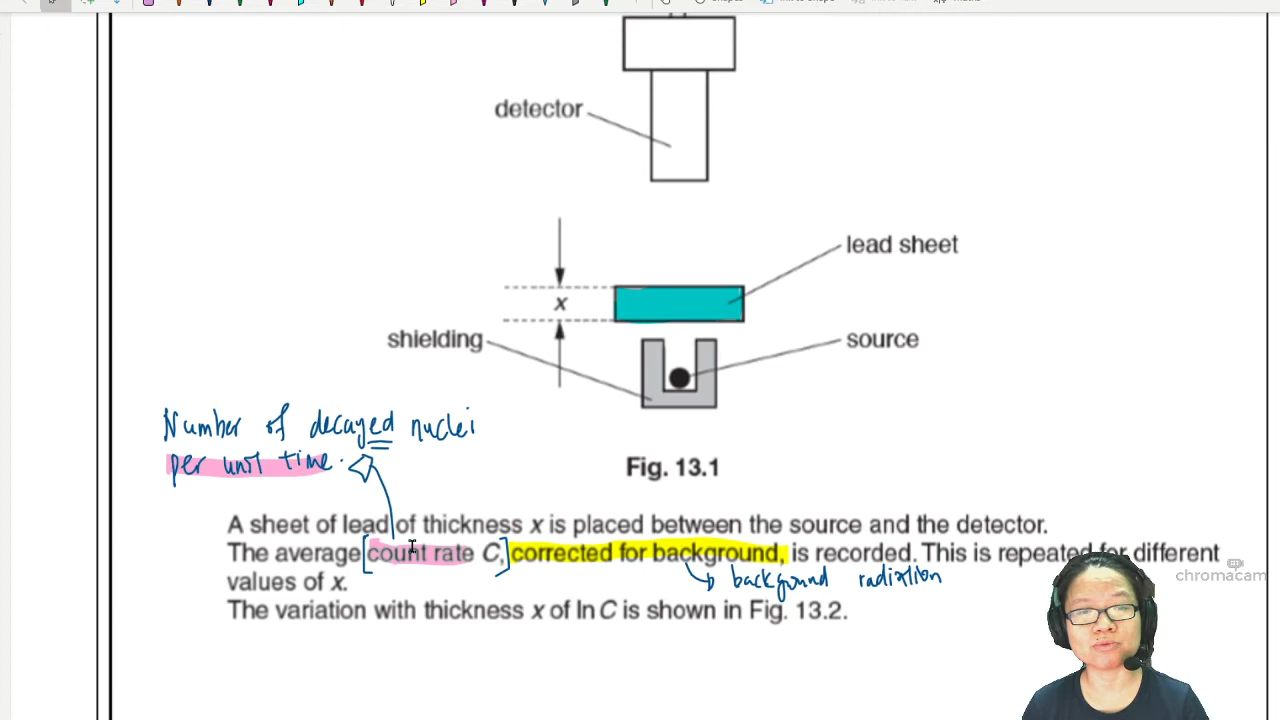 detector
lead sheet
x
shielding
source
Number of decayed nuclei
per unit time.
Fig. 13.1
A sheet of lead of thickness x is placed between the source and the detector.
The average [count rate C,] corrected for background, is recorded. This is repeated for different
values of x.
background radiation
chromacam
The variation with thickness x of ln C is shown in Fig. 13.2.